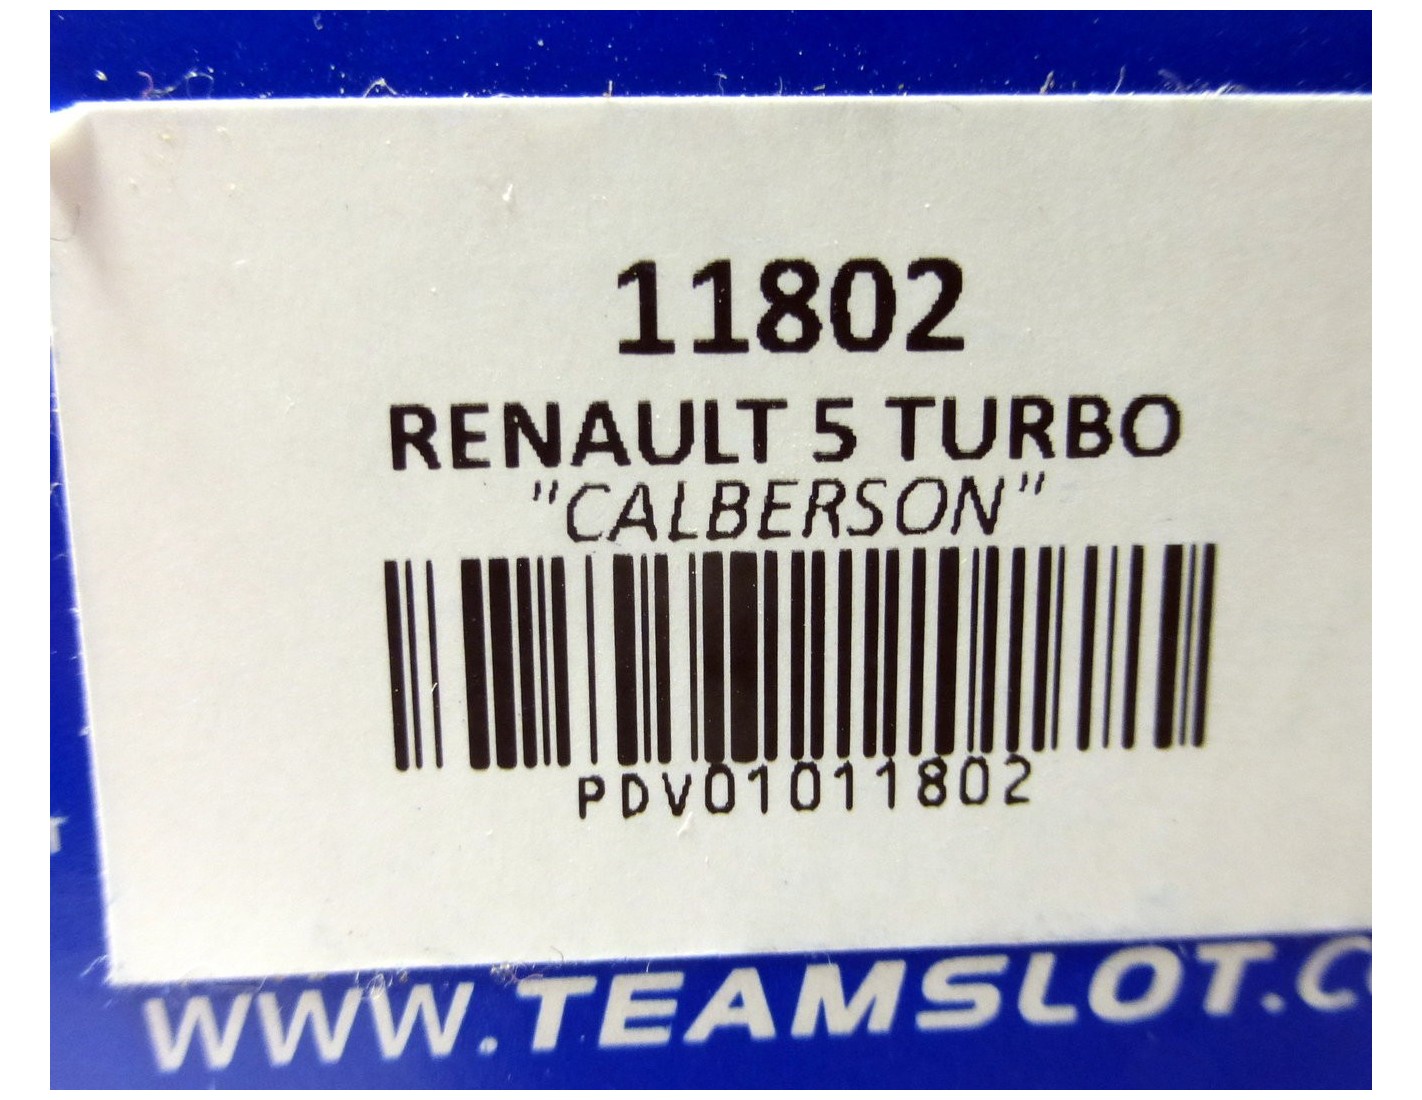 11802
RENAULT 5 TURBO
"CALBERSON"
PDV01011802
WWW.TEAMSLOT.C